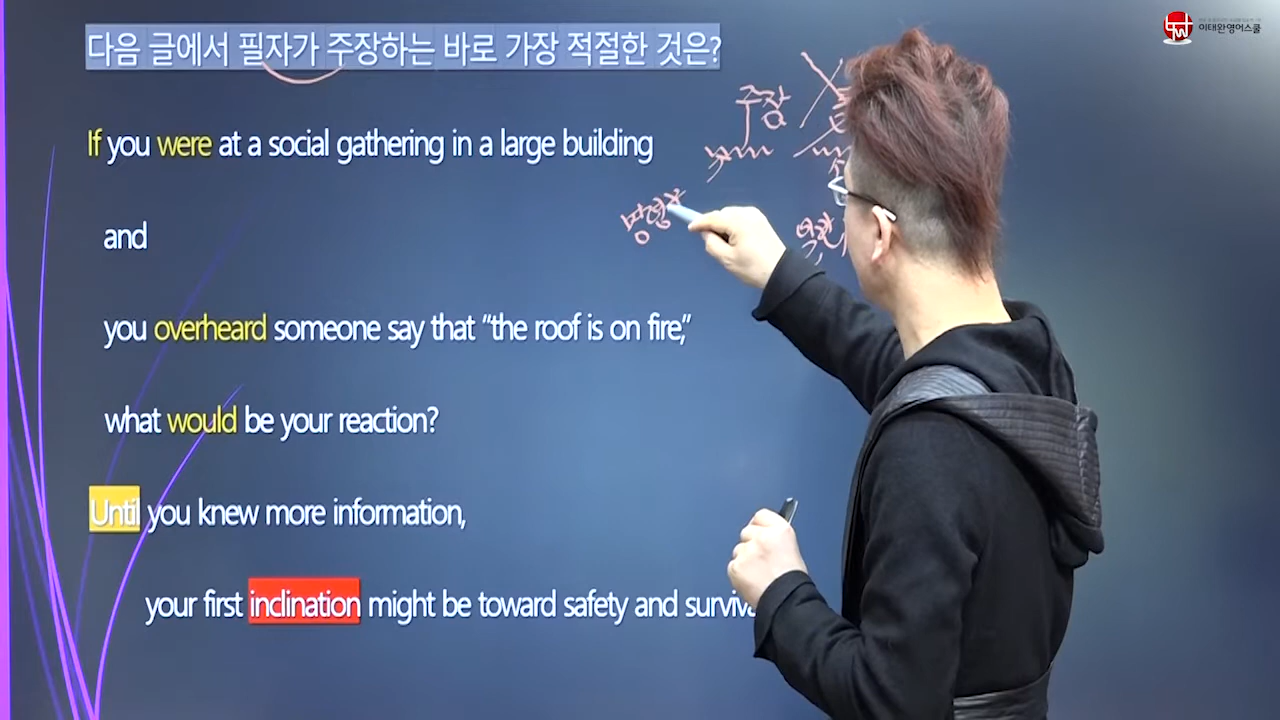 다음 글에서 필자가 주장하는 바로 가장 적절한 것은?
이태완영어스쿨
주장
If you were at a social gathering in a large building
and
you overheard someone say that “the roof is on fire,”
what would be your reaction?
Until you knew more information,
your first inclination might be toward safety and